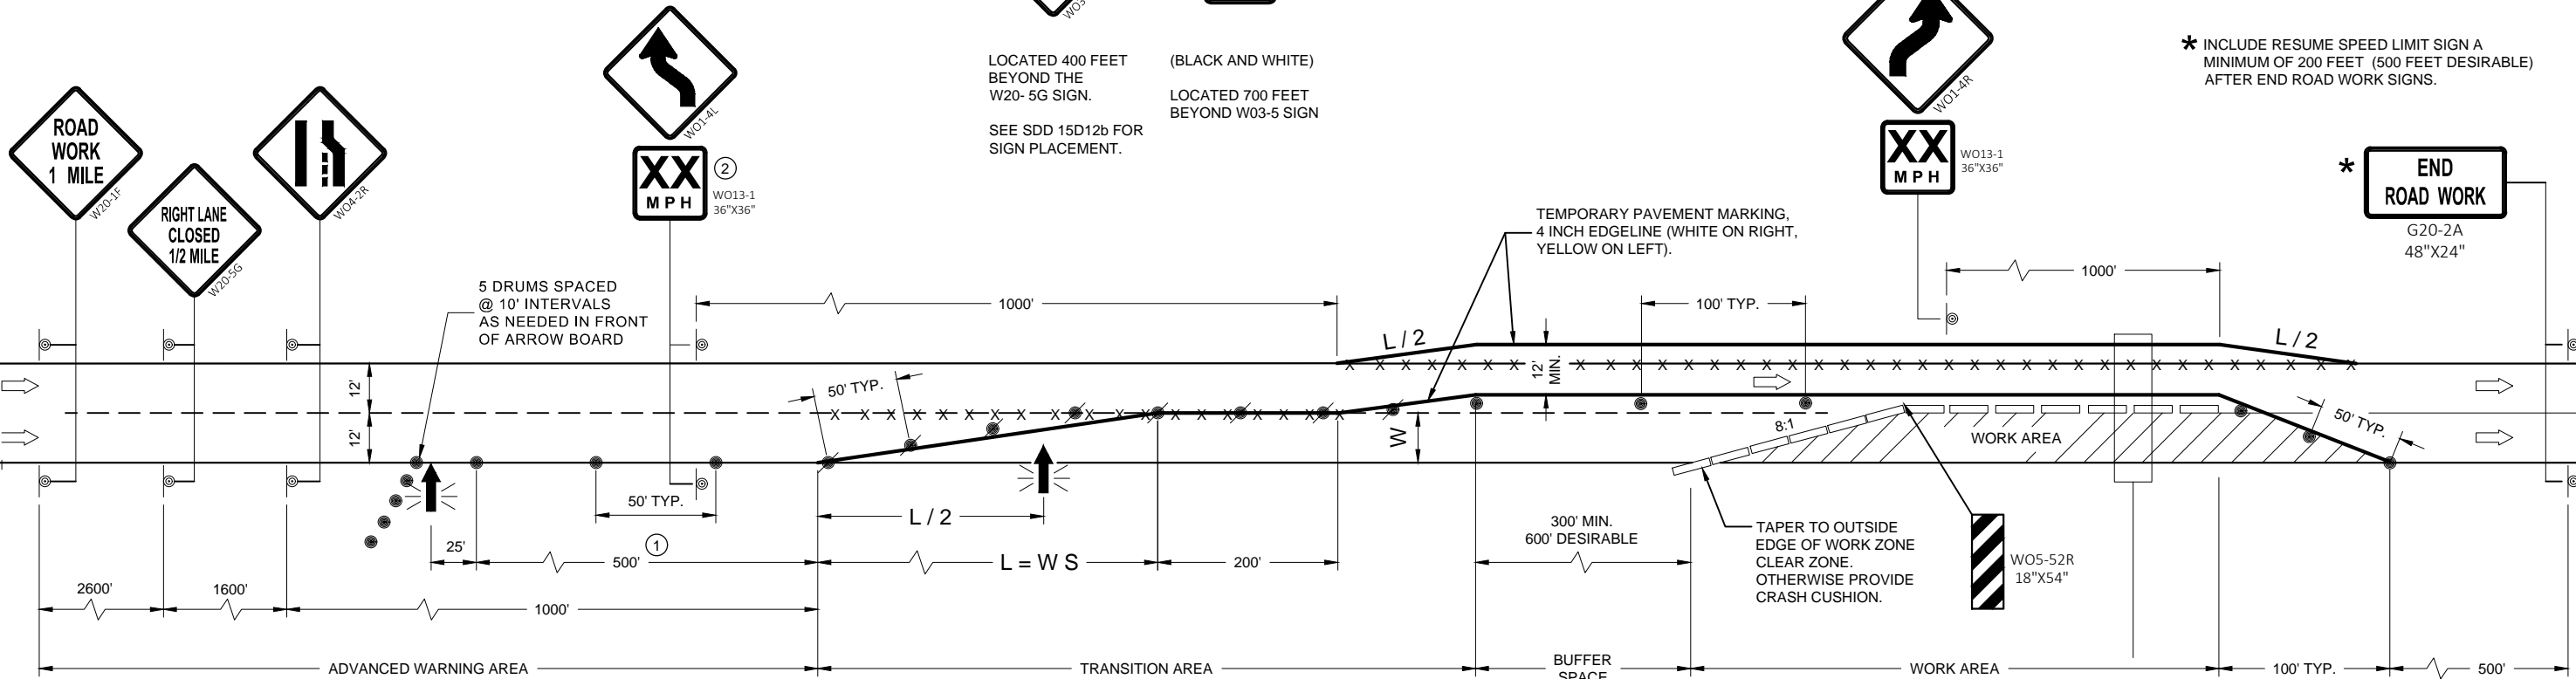 WO3
LOCATED 400 FEET
BEYOND THE
W20- 5G SIGN.
SEE SDD 15D12b FOR
SIGN PLACEMENT.
(BLACK AND WHITE)
LOCATED 700 FEET
BEYOND W03-5 SIGN
* INCLUDE RESUME SPEED LIMIT SIGN A
MINIMUM OF 200 FEET (500 FEET DESIRABLE)
AFTER END ROAD WORK SIGNS.
ROAD
WORK
1 MILE
W20-1F
RIGHT LANE
CLOSED
1/2 MILE
W20-5G
WO4-2R
WO1-4L
XX
MPH
2
WO13-1
36"X36"
WO1-4R
XX
MPH
WO13-1
36"X36"
*
END
ROAD WORK
G20-2A
48"X24"
5 DRUMS SPACED
@ 10' INTERVALS
AS NEEDED IN FRONT
OF ARROW BOARD
TEMPORARY PAVEMENT MARKING,
4 INCH EDGELINE (WHITE ON RIGHT,
YELLOW ON LEFT).
1000'
100' TYP.
1000'
L / 2
L / 2
12'
12'
50' TYP.
12'
MIN.
W
8:1
WORK AREA
50' TYP.
50' TYP.
L / 2
25'
500'
1
L = W S
200'
300' MIN.
600' DESIRABLE
TAPER TO OUTSIDE
EDGE OF WORK ZONE
CLEAR ZONE.
OTHERWISE PROVIDE
CRASH CUSHION.
WO5-52R
18"X54"
2600'
1600'
1000'
ADVANCED WARNING AREA
TRANSITION AREA
BUFFER
SPACE
WORK AREA
100' TYP.
500'